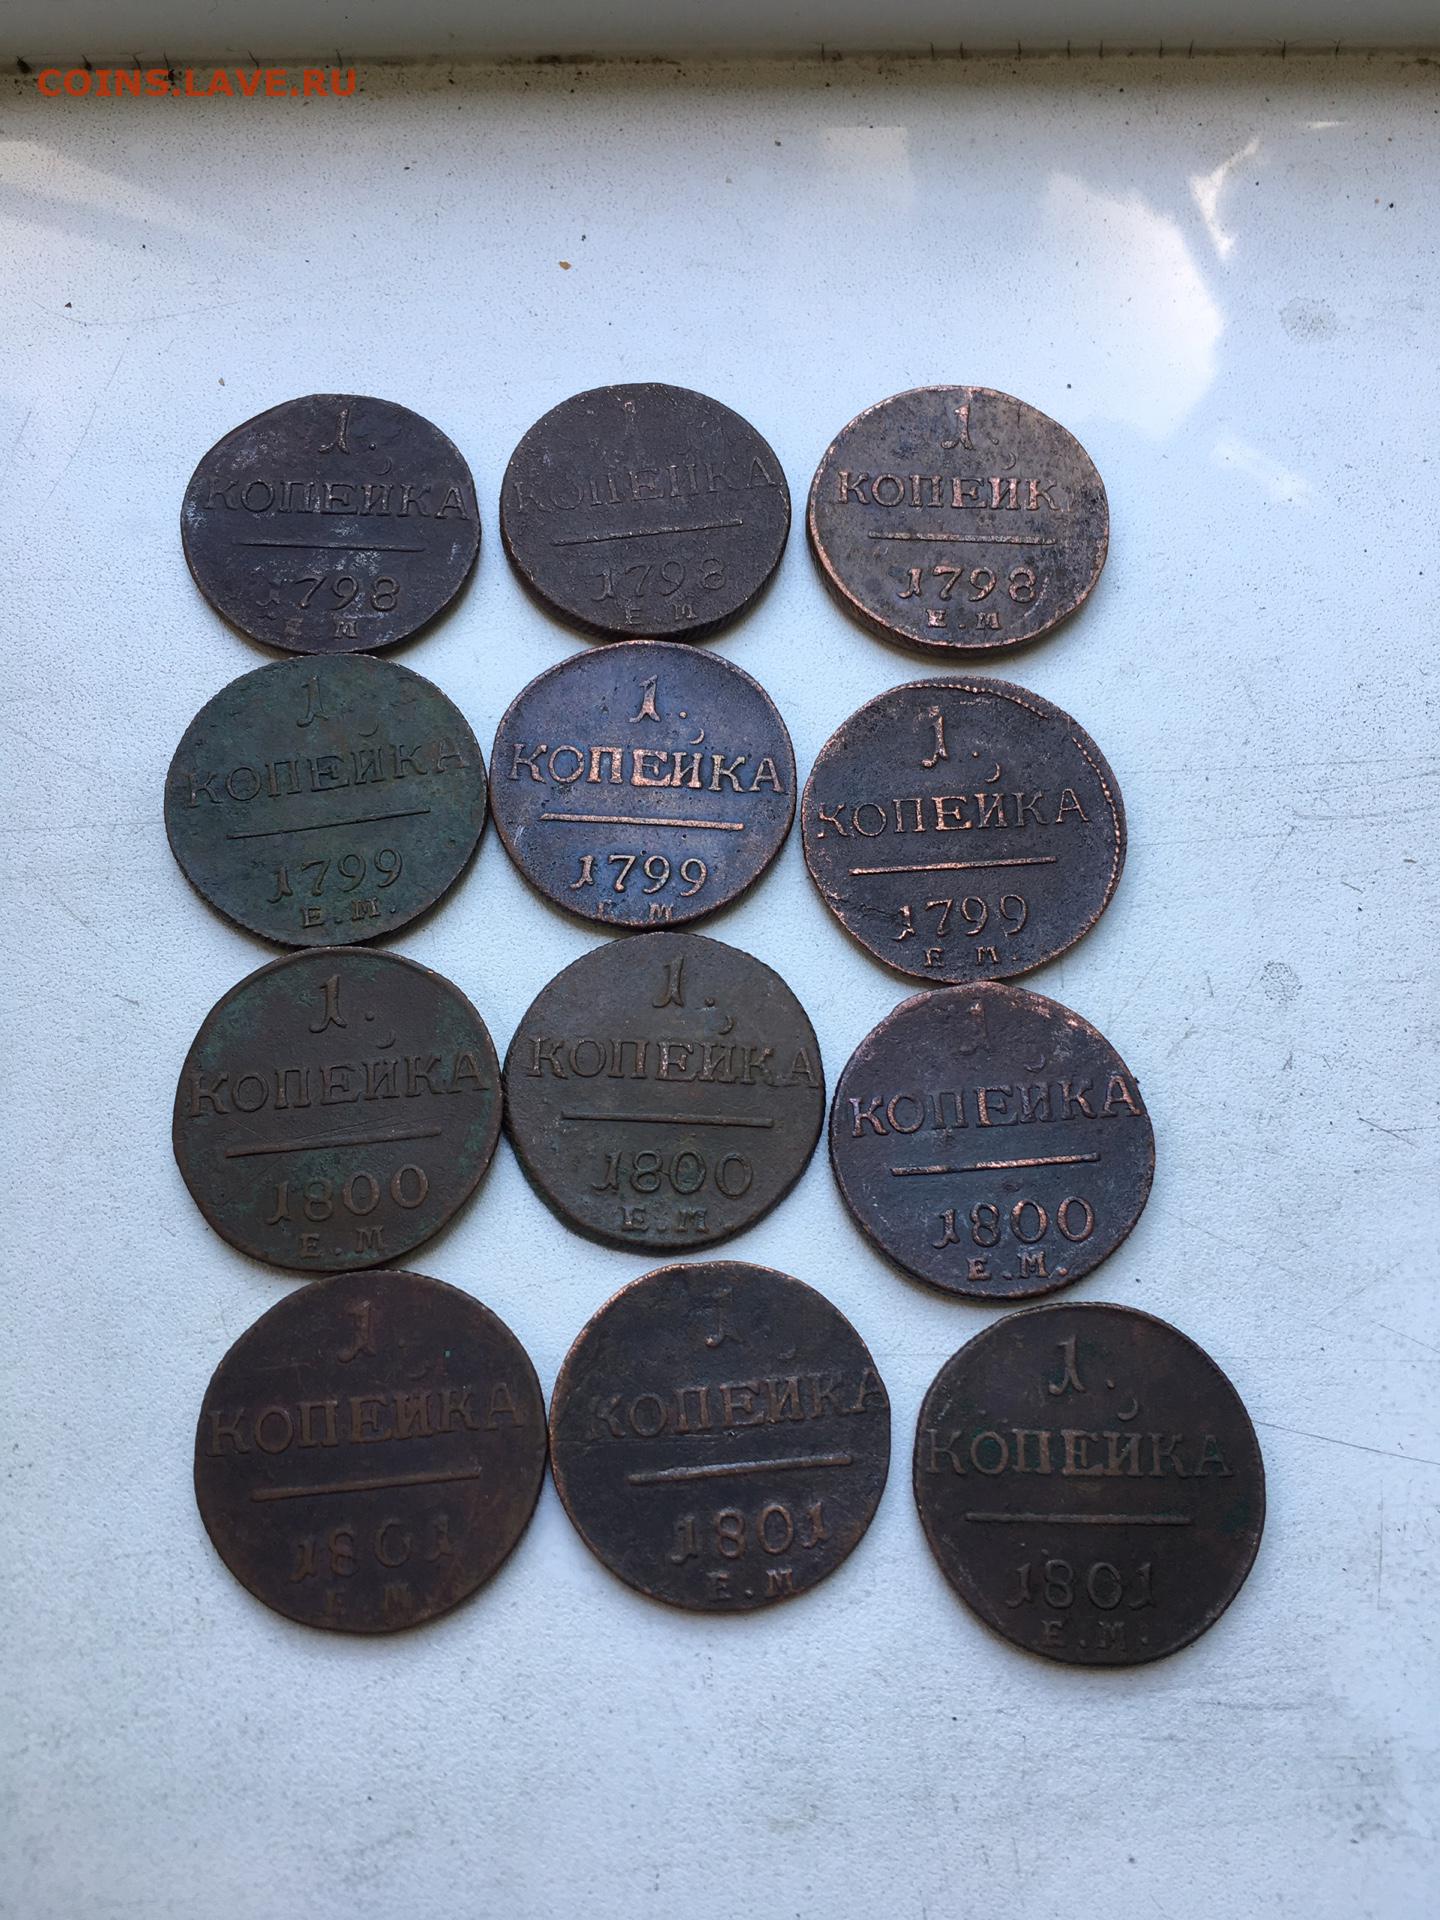 COINS.LAVE.RU
1.
КОПЕЙКА
1798
Е М
1
КОПЕЙКА
1798
Е М
1.
КОПЕЙК
1798
Е.М
1.
КОПЕЙКА
1799
Е.М.
1.
КОПЕЙКА
1799
Е М
1.
КОПЕЙКА
1799
Е М.
1.
КОПЕЙКА
1800
Е.М
1.
КОПЕЙКА
1800
Е.М.
1
КОПЕЙКА
1800
Е.М.
1.
КОПЕЙКА
1801
Е М
1
КОПЕЙКА
1801
Е.М
1.
КОПЕЙКА
1801
Е.М.